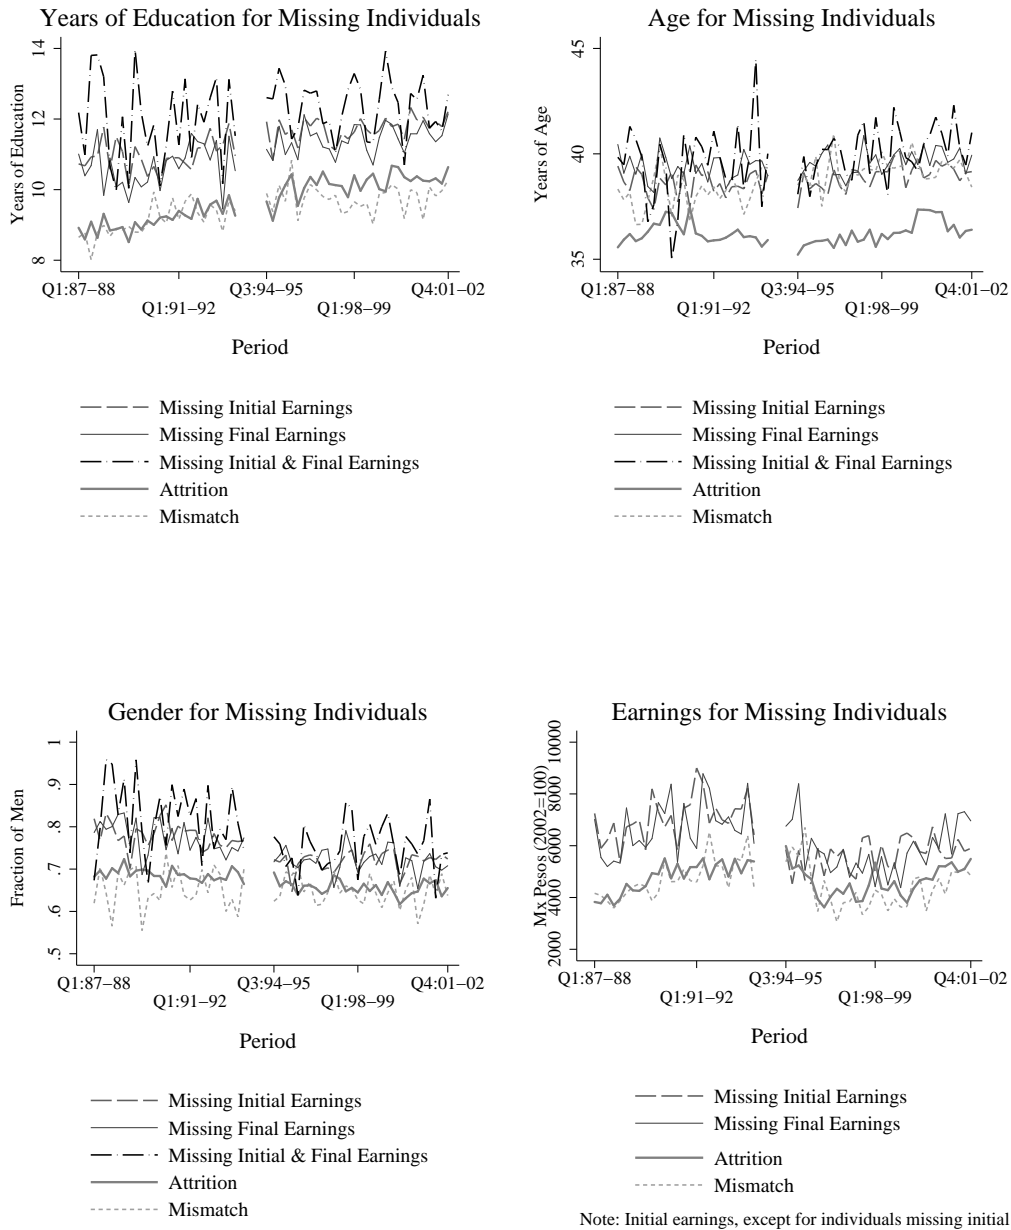 Years of Education for Missing Individuals
14
12
10
8
Years of Education
Q1:87–88
Q1:91–92
Q3:94–95
Q1:98–99
Q4:01–02
Period
Missing Initial Earnings
Missing Final Earnings
Missing Initial & Final Earnings
Attrition
Mismatch
Age for Missing Individuals
45
40
35
Years of Age
Q1:87–88
Q1:91–92
Q3:94–95
Q1:98–99
Q4:01–02
Period
Missing Initial Earnings
Missing Final Earnings
Missing Initial & Final Earnings
Attrition
Mismatch
Gender for Missing Individuals
1
.9
.8
.7
.6
.5
Fraction of Men
Q1:87–88
Q1:91–92
Q3:94–95
Q1:98–99
Q4:01–02
Period
Missing Initial Earnings
Missing Final Earnings
Missing Initial & Final Earnings
Attrition
Mismatch
Earnings for Missing Individuals
10000
8000
6000
4000
2000
Mx Pesos (2002=100)
Q1:87–88
Q1:91–92
Q3:94–95
Q1:98–99
Q4:01–02
Period
Missing Initial Earnings
Missing Final Earnings
Attrition
Mismatch
Note: Initial earnings, except for individuals missing initial